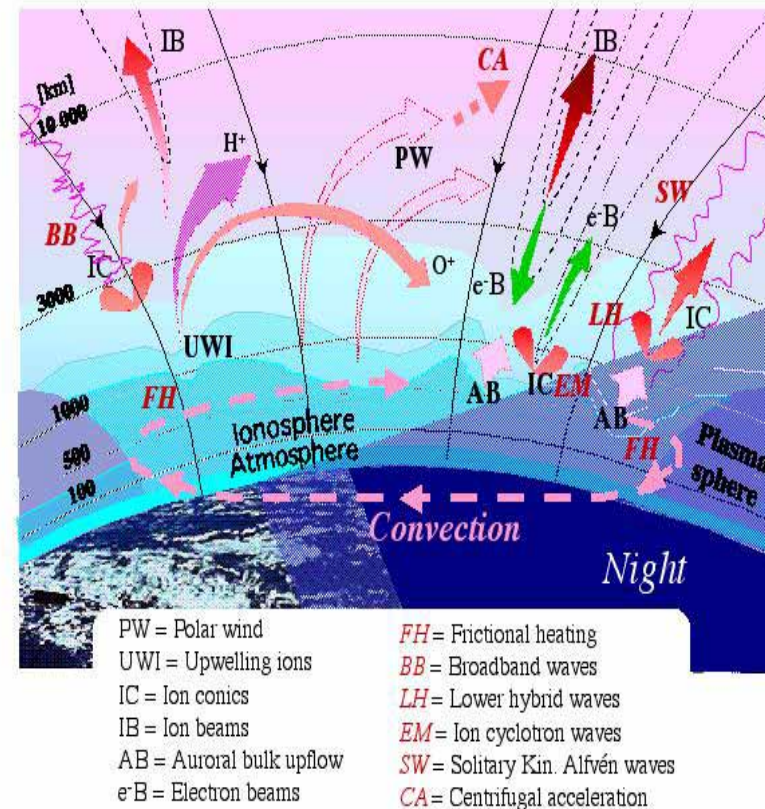 IB
CA
IB
[km]
10 000
H⁺
PW
SW
e⁻B
BB
IC
O⁺
e⁻B
3000
LH
IC
UWI
FH
AB
IC
EM
AB
1000
FH
Plasma
sphere
Ionosphere
Atmosphere
500
100
Convection
Night
PW = Polar wind
UWI = Upwelling ions
IC = Ion conics
IB = Ion beams
AB = Auroral bulk upflow
e⁻B = Electron beams
FH = Frictional heating
BB = Broadband waves
LH = Lower hybrid waves
EM = Ion cyclotron waves
SW = Solitary Kin. Alfvén waves
CA = Centrifugal acceleration